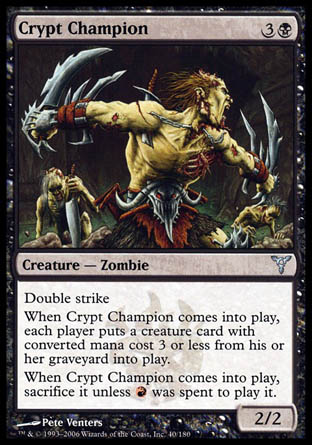 Crypt Champion 3
Creature — Zombie
Double strike
When Crypt Champion comes into play,
each player puts a creature card with
converted mana cost 3 or less from his
or her graveyard into play.
When Crypt Champion comes into play,
sacrifice it unless was spent to play it.
Pete Venters
™ & © 1993–2006 Wizards of the Coast, Inc. 40/180
2/2